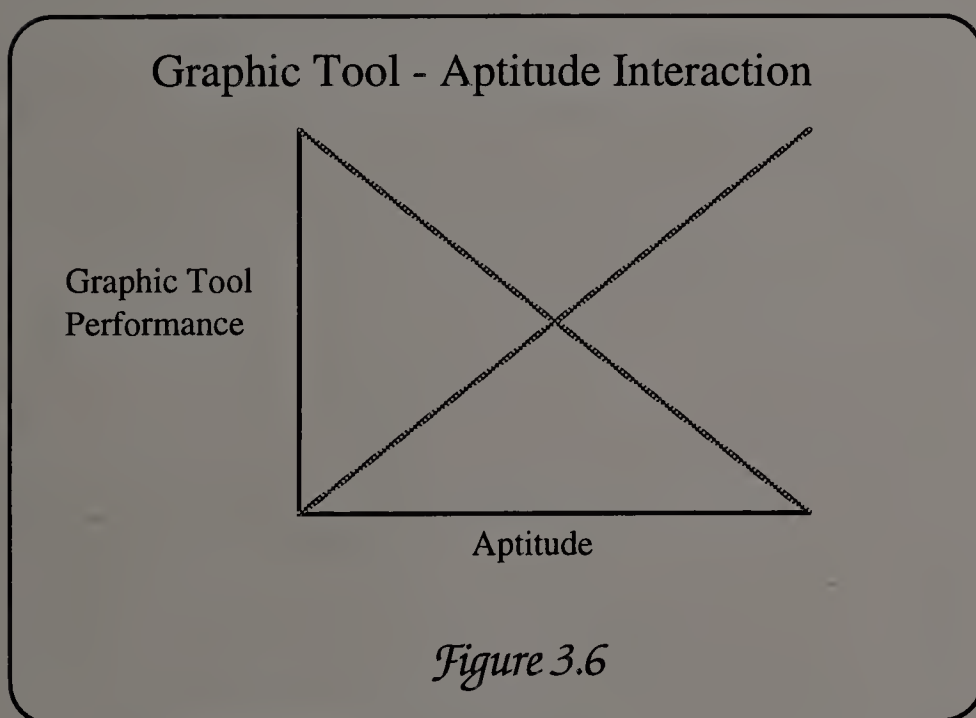 Graphic Tool - Aptitude Interaction
Graphic Tool
Performance
Aptitude
Figure 3.6